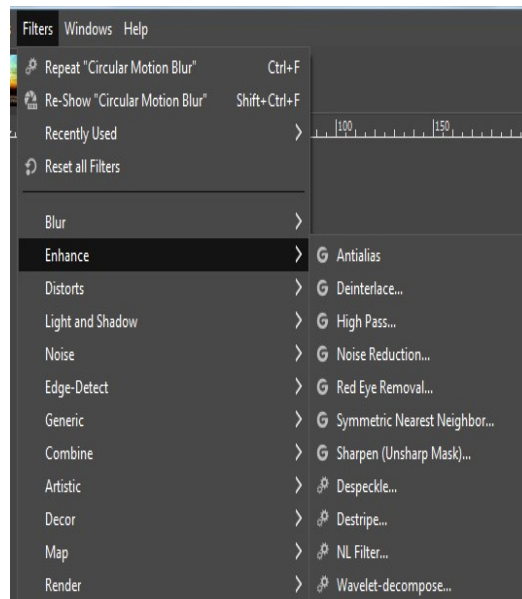 Filters Windows Help
Repeat "Circular Motion Blur" Ctrl+F
Re-Show "Circular Motion Blur" Shift+Ctrl+F
Recently Used
100 150
Reset all Filters
Blur
Enhance
Antialias
Distorts
Deinterlace...
Light and Shadow
High Pass...
Noise
Noise Reduction...
Edge-Detect
Red Eye Removal...
Generic
Symmetric Nearest Neighbor...
Combine
Sharpen (Unsharp Mask)...
Artistic
Despeckle...
Decor
Destripe...
Map
NL Filter...
Render
Wavelet-decompose...